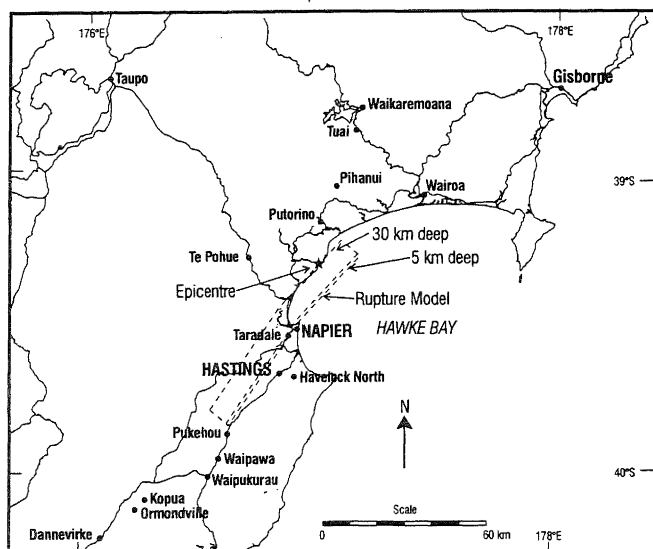 176°E
178°E
Gisborne
Taupo
Waikaremoana
Tuai
39°S
Pihanui
Wairoa
Putorino
30 km deep
Te Pohue
5 km deep
Epicentre
Rupture Model
NAPIER
HAWKE BAY
Taradale
HASTINGS
Havelock North
N
Pukehou
Waipawa
40°S
Waipukurau
Kopua
Scale
Ormondville
0
60 km
Dannevirke
178°E